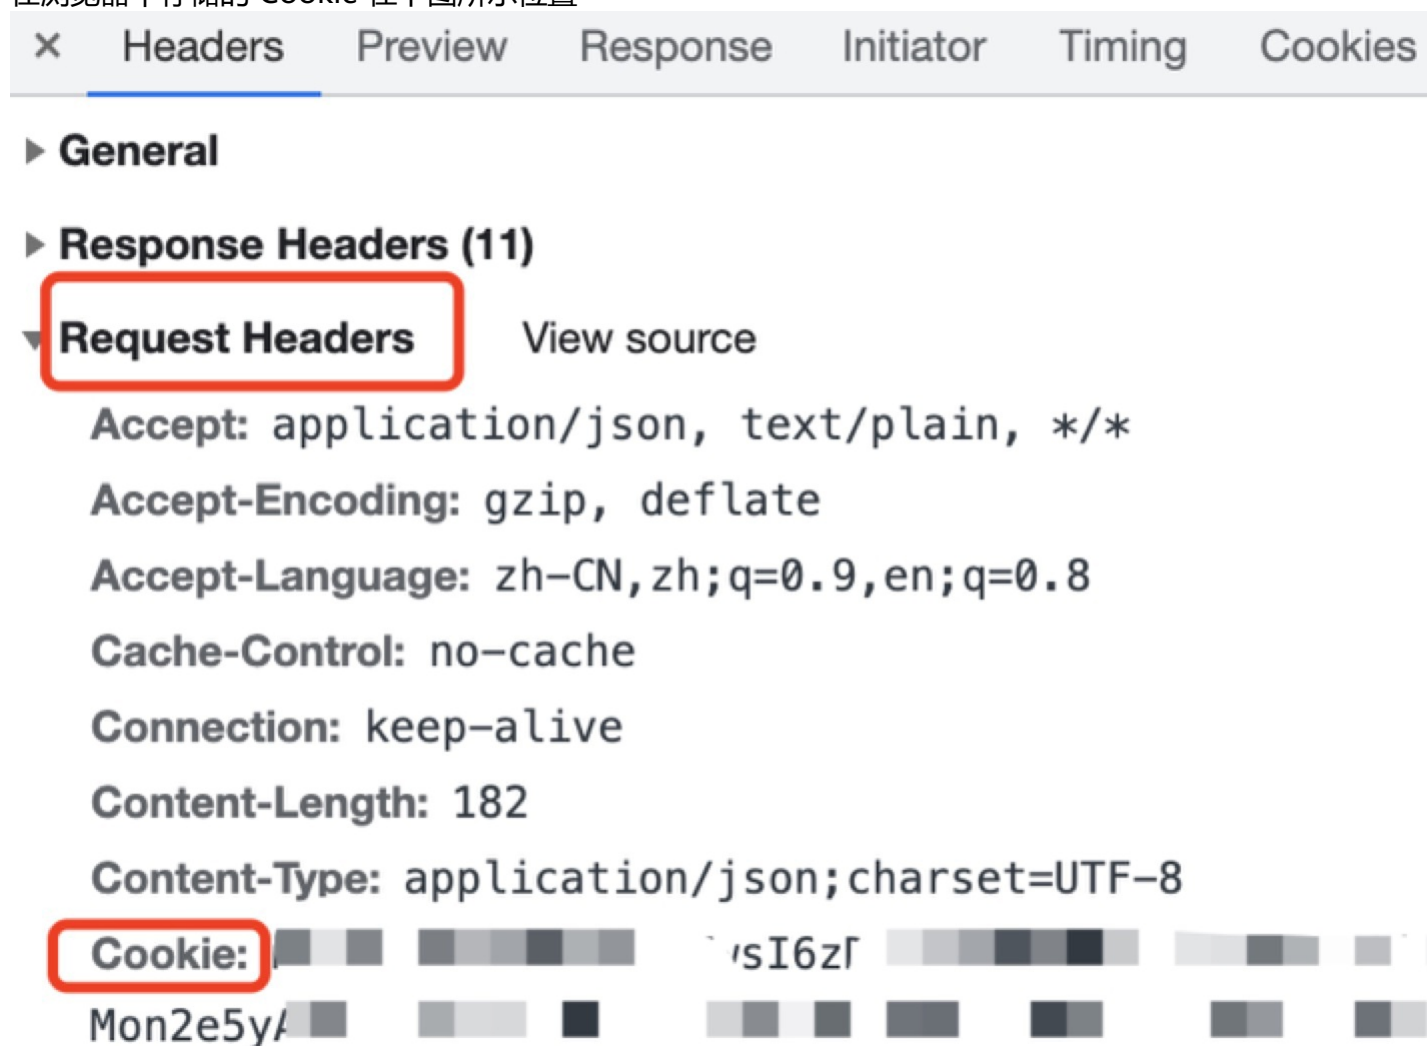 Headers Preview Response Initiator Timing Cookies
General
Response Headers (11)
Request Headers View source
Accept: application/json, text/plain, */*
Accept-Encoding: gzip, deflate
Accept-Language: zh-CN,zh;q=0.9,en;q=0.8
Cache-Control: no-cache
Connection: keep-alive
Content-Length: 182
Content-Type: application/json;charset=UTF-8
Cookie:
Mon2e5y